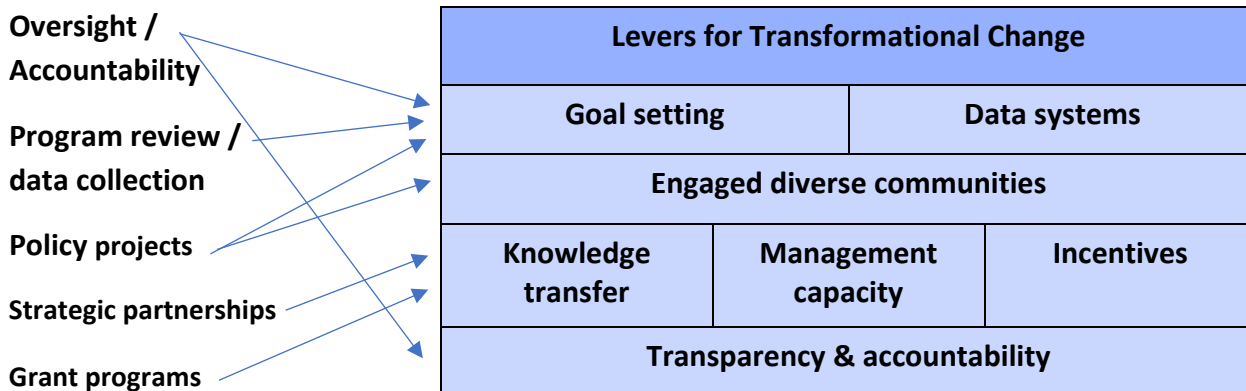 Oversight /
Accountability
Program review /
data collection
Policy projects
Strategic partnerships
Grant programs
Levers for Transformational Change
Goal setting
Data systems
Engaged diverse communities
Knowledge
transfer
Management
capacity
Incentives
Transparency & accountability